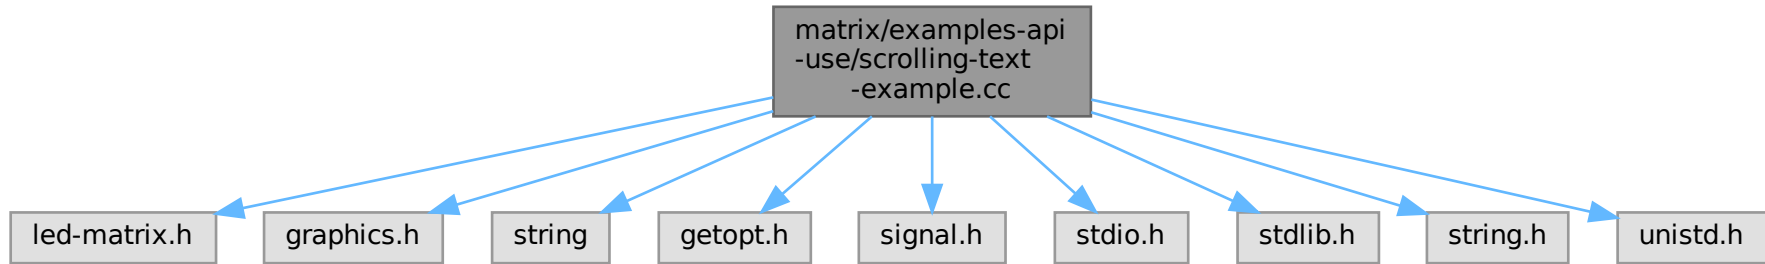 matrix/examples-api
-use/scrolling-text
-example.cc
led-matrix.h
graphics.h
string
getopt.h
signal.h
stdio.h
stdlib.h
string.h
unistd.h